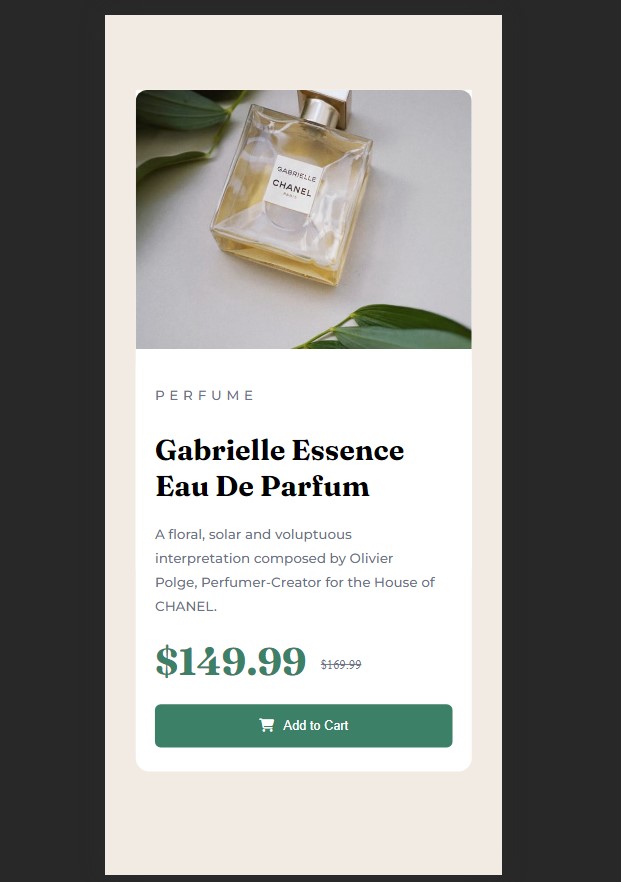 GABRIELLE
CHANEL
PARIS
PERFUME
Gabrielle Essence
Eau De Parfum
A floral, solar and voluptuous
interpretation composed by Olivier
Polge, Perfumer-Creator for the House of
CHANEL.
$149.99 $169.99
Add to Cart